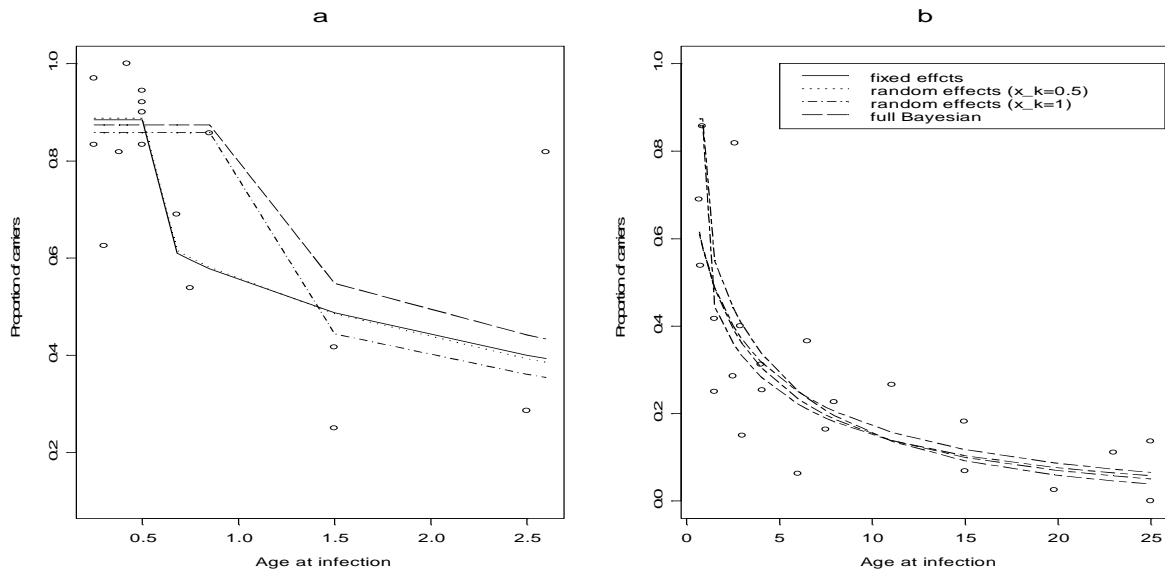 a
Proportion of carriers
1.0
0.8
0.6
0.4
0.2
0.5
1.0
1.5
2.0
2.5
Age at infection
b
fixed effcts
random effects (x_k=0.5)
random effects (x_k=1)
full Bayesian
Proportion of carriers
1.0
0.8
0.6
0.4
0.2
0.0
0
5
10
15
20
25
Age at infection